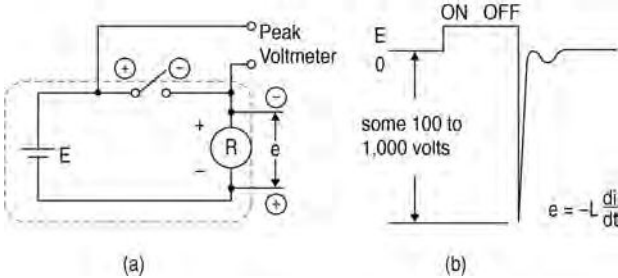 Peak
Voltmeter
+ −
E
+
−
R
−
e
+
(a)
ON OFF
E
0
some 100 to
1,000 volts
e = −L di/dt
(b)